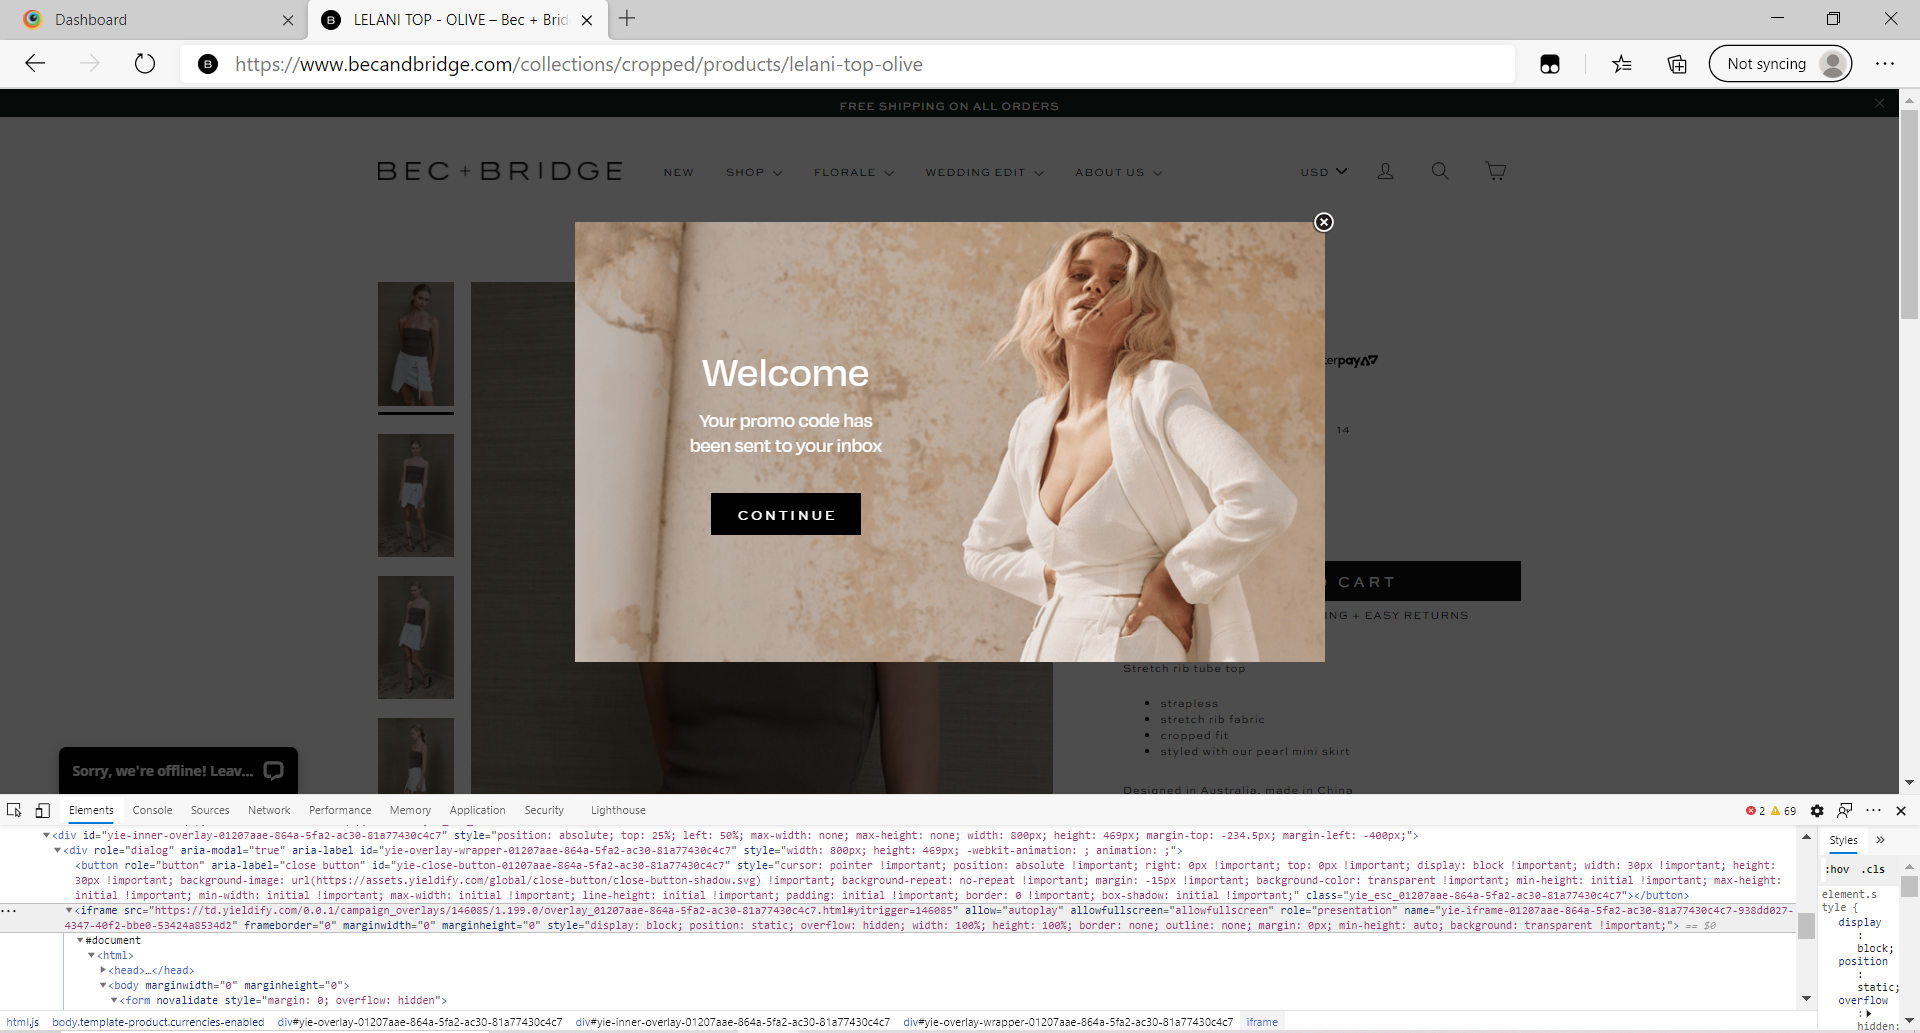 Dashboard
LELANI TOP - OLIVE – Bec + Brid
https://www.becandbridge.com/collections/cropped/products/lelani-top-olive
Not syncing
FREE SHIPPING ON ALL ORDERS
BEC + BRIDGE
NEW SHOP FLORALE WEDDING EDIT ABOUT US USD
Welcome
Your promo code has
been sent to your inbox
CONTINUE
erpay
14
CART
ING + EASY RETURNS
Stretch rib tube top
strapless
stretch rib fabric
cropped fit
styled with our pearl mini skirt
Designed in Australia, made in China
Sorry, we're offline! Leav...
Elements Console Sources Network Performance Memory Application Security Lighthouse 2 69
<div id="yie-inner-overlay-01207aae-864a-5fa2-ac30-81a77430c4c7" style="position: absolute; top: 25%; left: 50%; max-width: none; max-height: none; width: 800px; height: 469px; margin-top: -234.5px; margin-left: -400px;">
<div role="dialog" aria-modal="true" aria-label id="yie-overlay-wrapper-01207aae-864a-5fa2-ac30-81a77430c4c7" style="width: 800px; height: 469px; -webkit-animation: ; animation: ;">
<button role="button" aria-label="close button" id="yie-close-button-01207aae-864a-5fa2-ac30-81a77430c4c7" style="cursor: pointer !important; position: absolute !important; right: 0px !important; top: 0px !important; display: block !important; width: 30px !important; height:
30px !important; background-image: url(https://assets.yieldify.com/global/close-button/close-button-shadow.svg) !important; background-repeat: no-repeat !important; margin: -15px !important; background-color: transparent !important; min-height: initial !important; max-height:
initial !important; min-width: initial !important; max-width: initial !important; line-height: initial !important; padding: initial !important; border: 0 !important; box-shadow: initial !important;" class="yie_esc_01207aae-864a-5fa2-ac30-81a77430c4c7"></button>
<iframe src="https://td.yieldify.com/0.0.1/campaign_overlays/146085/1.199.0/overlay_01207aae-864a-5fa2-ac30-81a77430c4c7.html#yitrigger=146085" allow="autoplay" allowfullscreen="allowfullscreen" role="presentation" name="yie-iframe-01207aae-864a-5fa2-ac30-81a77430c4c7-938dd027-
4347-40f2-bbe0-53424a8534d2" frameborder="0" marginwidth="0" marginheight="0" style="display: block; position: static; overflow: hidden; width: 100%; height: 100%; border: none; outline: none; margin: 0px; min-height: auto; background: transparent !important;"> == $0
#document
<html>
<head>…</head>
<body marginwidth="0" marginheight="0">
<form novalidate style="margin: 0; overflow: hidden">
html.js body.template-product.currencies-enabled div#yie-overlay-01207aae-864a-5fa2-ac30-81a77430c4c7 div#yie-inner-overlay-01207aae-864a-5fa2-ac30-81a77430c4c7 div#yie-overlay-wrapper-01207aae-864a-5fa2-ac30-81a77430c4c7 iframe
Styles
:hov .cls
element.s
tyle {
display
:
block;
position
:
static;
overflow
:
hidden: